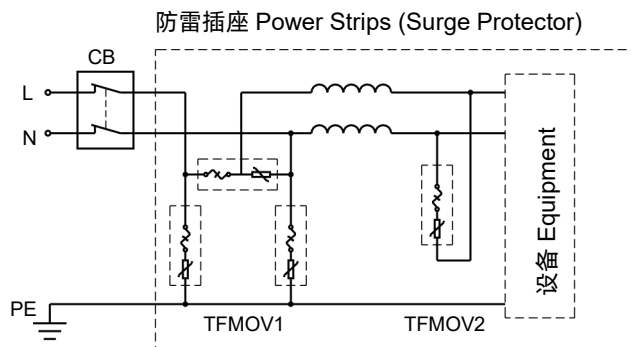 防雷插座 Power Strips (Surge Protector)
CB
L
N
设备 Equipment
PE
TFMOV1
TFMOV2